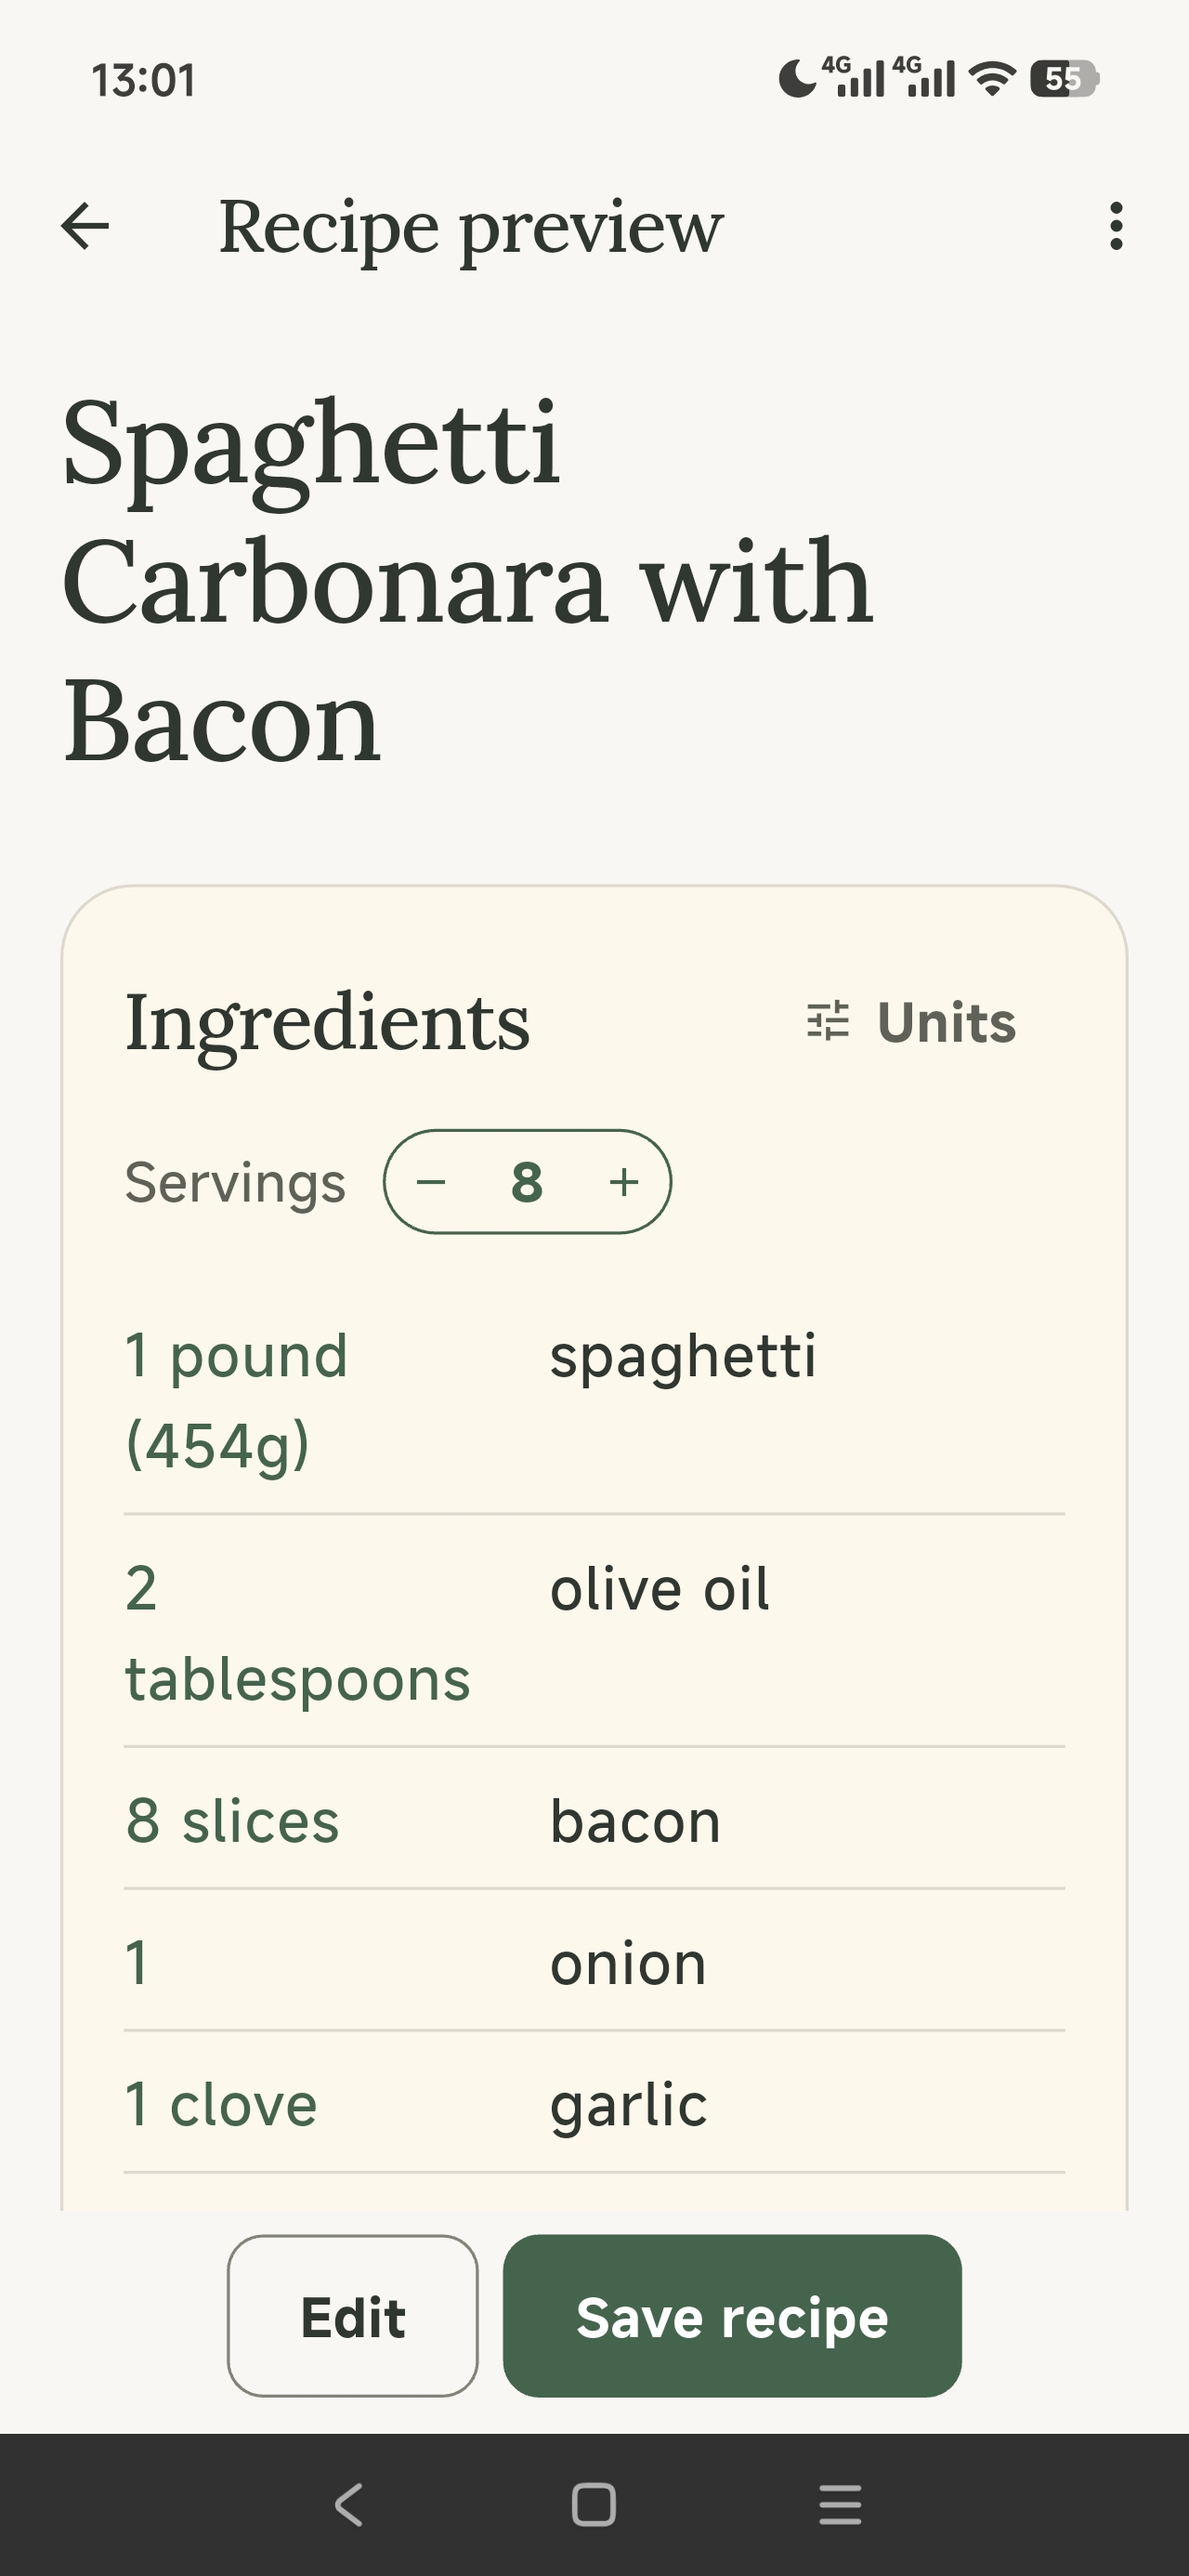 13:01
4G 4G 55
Recipe preview
Spaghetti
Carbonara with
Bacon
Ingredients
Units
Servings − 8 +
1 pound spaghetti
(454g)
2 olive oil
tablespoons
8 slices bacon
1 onion
1 clove garlic
Edit
Save recipe